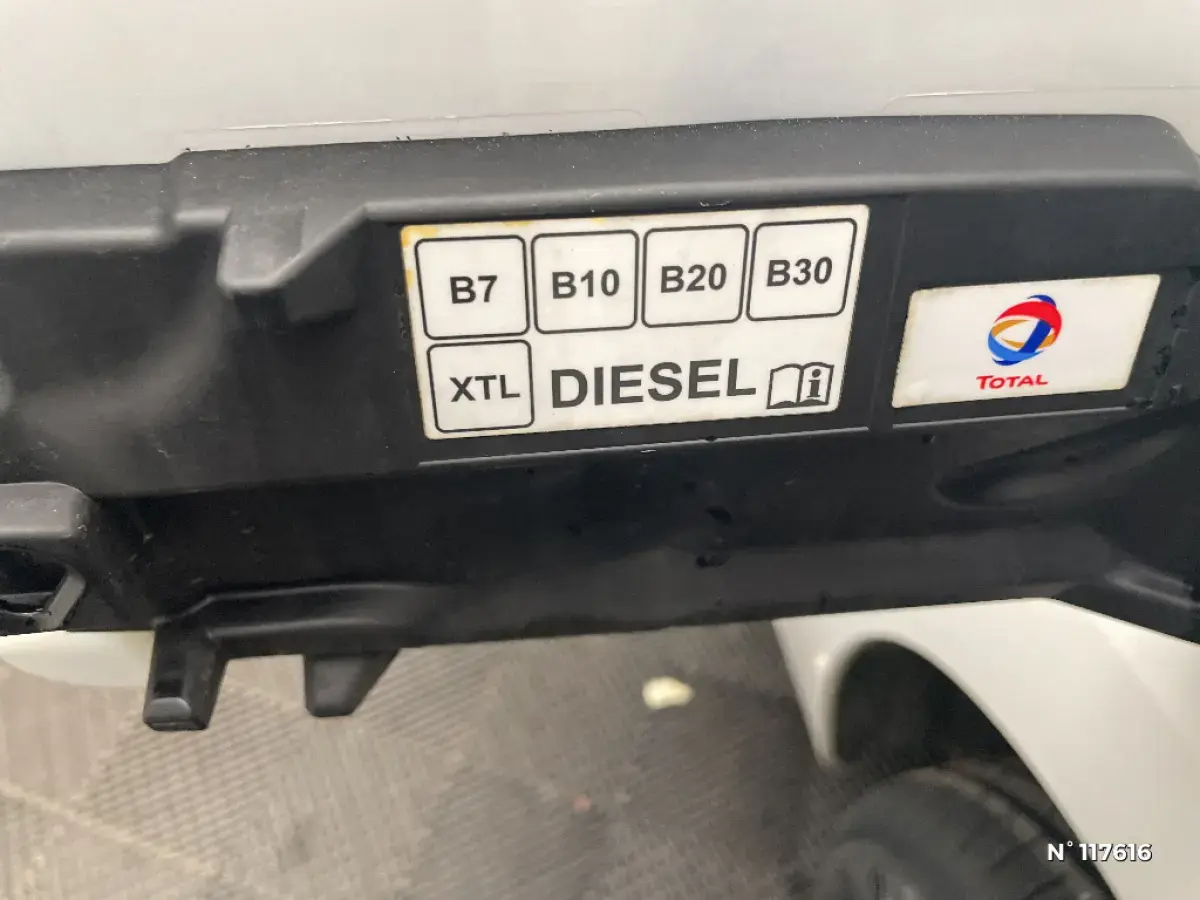 B7 B10 B20 B30
XTL DIESEL i
TOTAL
N° 117616